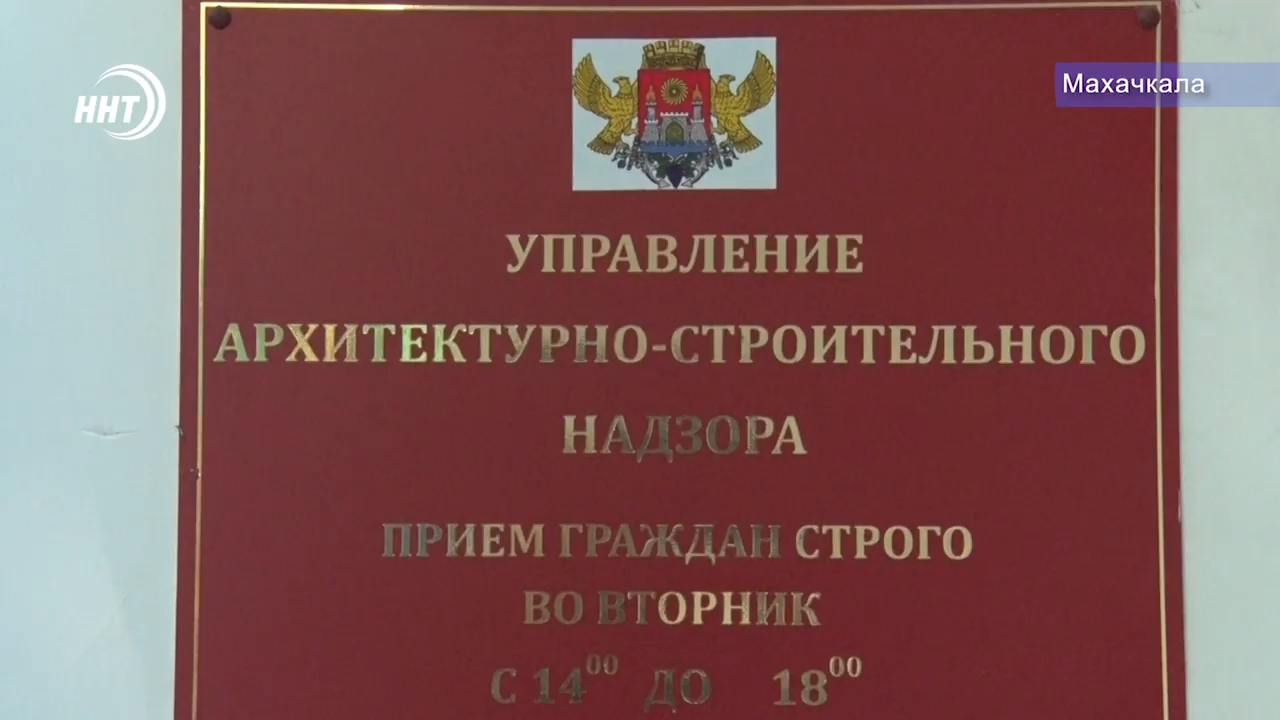 ННТ
Махачкала
УПРАВЛЕНИЕ
АРХИТЕКТУРНО-СТРОИТЕЛЬНОГО
НАДЗОРА
ПРИЕМ ГРАЖДАН СТРОГО
ВО ВТОРНИК
С 14⁰⁰ ДО 18⁰⁰